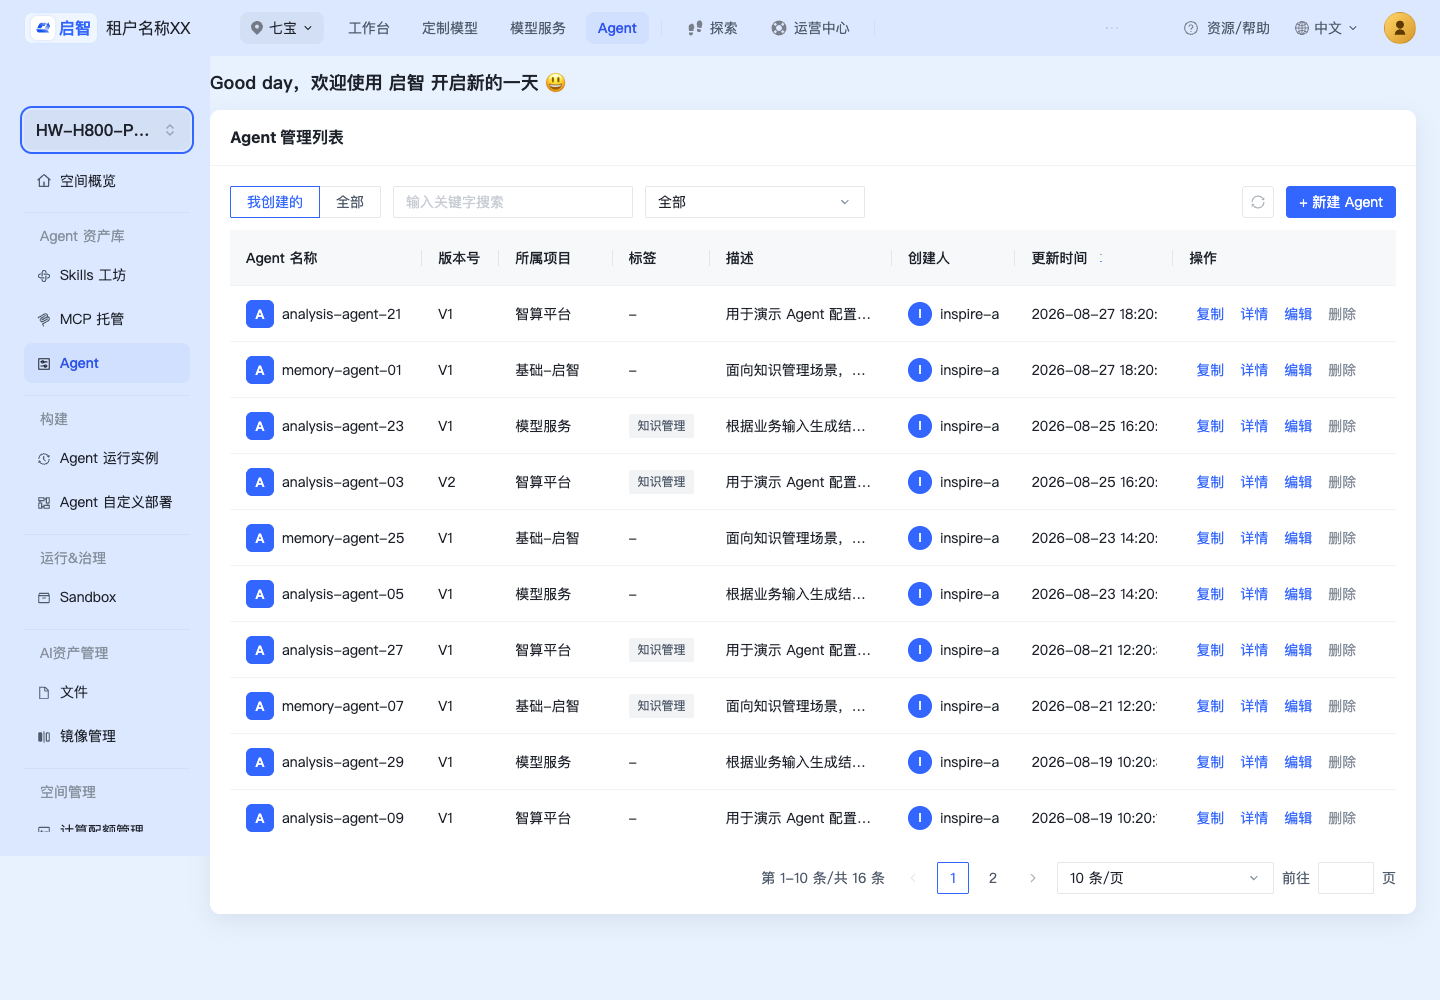 启智 租户名称XX 七宝 工作台 定制模型 模型服务 Agent 探索 运营中心 ··· 资源/帮助 中文
Good day，欢迎使用 启智 开启新的一天 😃
HW-H800-P...
空间概览
Agent 资产库
Skills 工坊
MCP 托管
Agent
构建
Agent 运行实例
Agent 自定义部署
运行&治理
Sandbox
AI资产管理
文件
镜像管理
空间管理
计算配额管理
Agent 管理列表
我创建的 全部 输入关键字搜索 全部 + 新建 Agent
Agent 名称 版本号 所属项目 标签 描述 创建人 更新时间 操作
A analysis-agent-21 V1 智算平台 - 用于演示 Agent 配置... I inspire-a 2026-08-27 18:20: 复制 详情 编辑 删除
A memory-agent-01 V1 基础-启智 - 面向知识管理场景，... I inspire-a 2026-08-27 18:20: 复制 详情 编辑 删除
A analysis-agent-23 V1 模型服务 知识管理 根据业务输入生成结... I inspire-a 2026-08-25 16:20: 复制 详情 编辑 删除
A analysis-agent-03 V2 智算平台 知识管理 用于演示 Agent 配置... I inspire-a 2026-08-25 16:20: 复制 详情 编辑 删除
A memory-agent-25 V1 基础-启智 - 面向知识管理场景，... I inspire-a 2026-08-23 14:20: 复制 详情 编辑 删除
A analysis-agent-05 V1 模型服务 - 根据业务输入生成结... I inspire-a 2026-08-23 14:20: 复制 详情 编辑 删除
A analysis-agent-27 V1 智算平台 知识管理 用于演示 Agent 配置... I inspire-a 2026-08-21 12:20: 复制 详情 编辑 删除
A memory-agent-07 V1 基础-启智 知识管理 面向知识管理场景，... I inspire-a 2026-08-21 12:20: 复制 详情 编辑 删除
A analysis-agent-29 V1 模型服务 - 根据业务输入生成结... I inspire-a 2026-08-19 10:20: 复制 详情 编辑 删除
A analysis-agent-09 V1 智算平台 - 用于演示 Agent 配置... I inspire-a 2026-08-19 10:20: 复制 详情 编辑 删除
第 1-10 条/共 16 条 1 2 10 条/页 前往 页